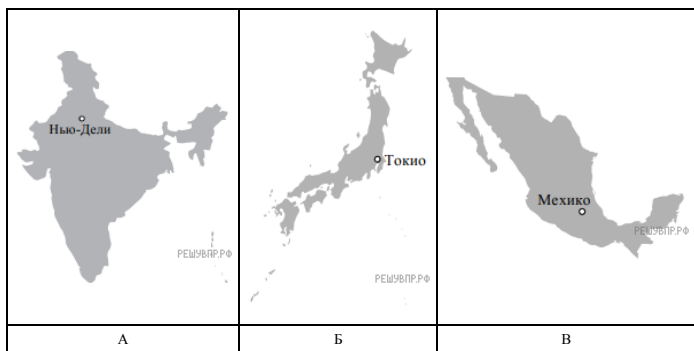 Нью-Дели
РЕШУВПР.РФ
А
Токио
РЕШУВПР.РФ
Б
Мехико
РЕШУВПР.РФ
В